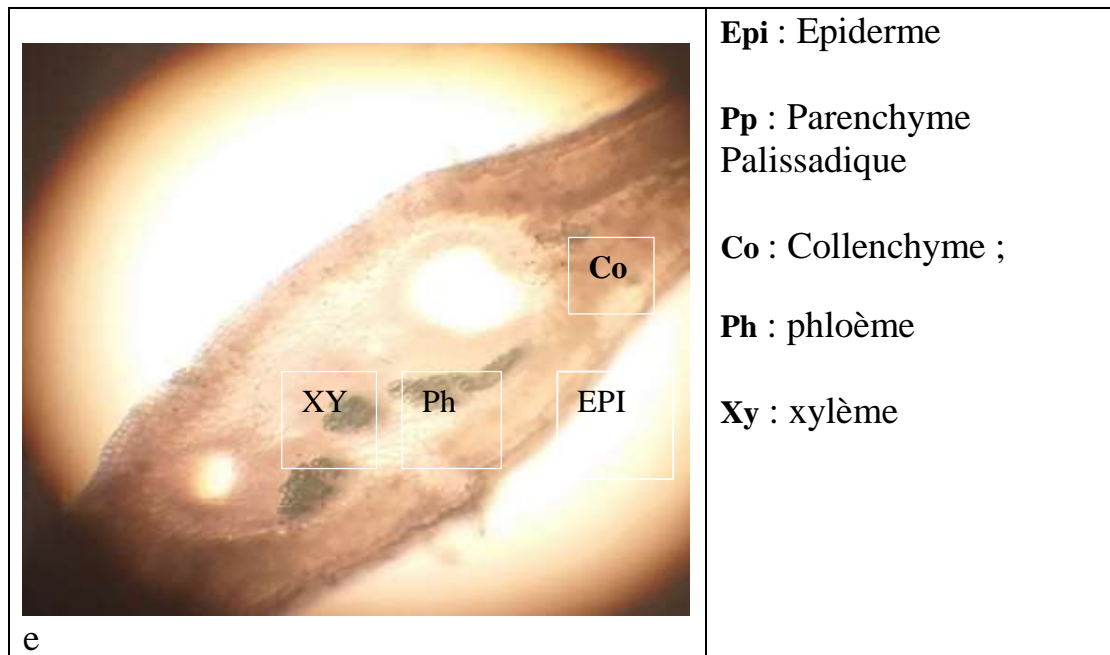 Epi : Epiderme
Pp : Parenchyme
Palissadique
Co : Collenchyme ;
Ph : phloème
Xy : xylème
Co
XY
Ph
EPI
e